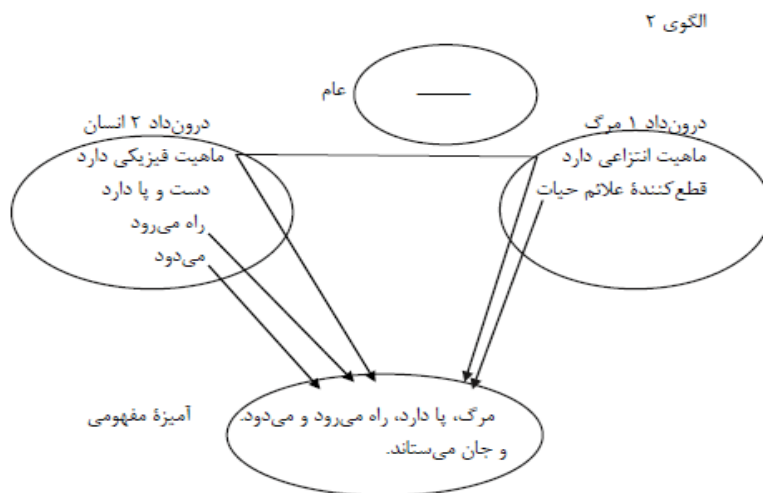 الگوی ۲
عام
درون‌داد ۱ مرگ
ماهیت انتزاعی دارد
قطع‌کنندۀ علائم حیات
درون‌داد ۲ انسان
ماهیت فیزیکی دارد
دست و پا دارد
راه می‌رود
می‌دود
مرگ، پا دارد، راه می‌رود و می‌دود.
و جان می‌ستاند.
آمیزۀ مفهومی